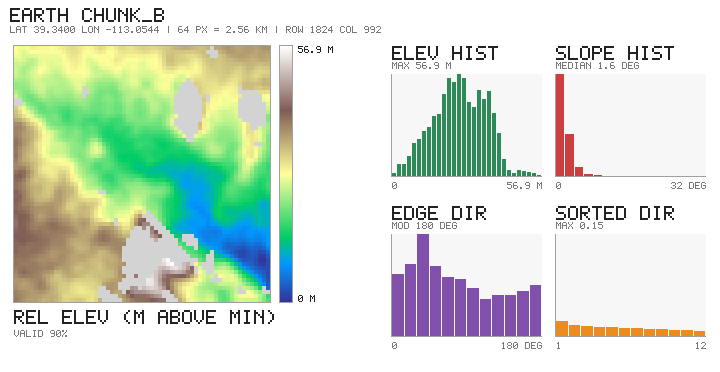 EARTH CHUNK_B
LAT 39.3400 LON -113.0544 | 64 PX = 2.56 KM | ROW 1824 COL 992
56.9 M
0 M
REL ELEV (M ABOVE MIN)
VALID 90%
ELEV HIST
MAX 56.9 M
0 56.9 M
SLOPE HIST
MEDIAN 1.6 DEG
0 32 DEG
EDGE DIR
MOD 180 DEG
0 180 DEG
SORTED DIR
MAX 0.15
1 12